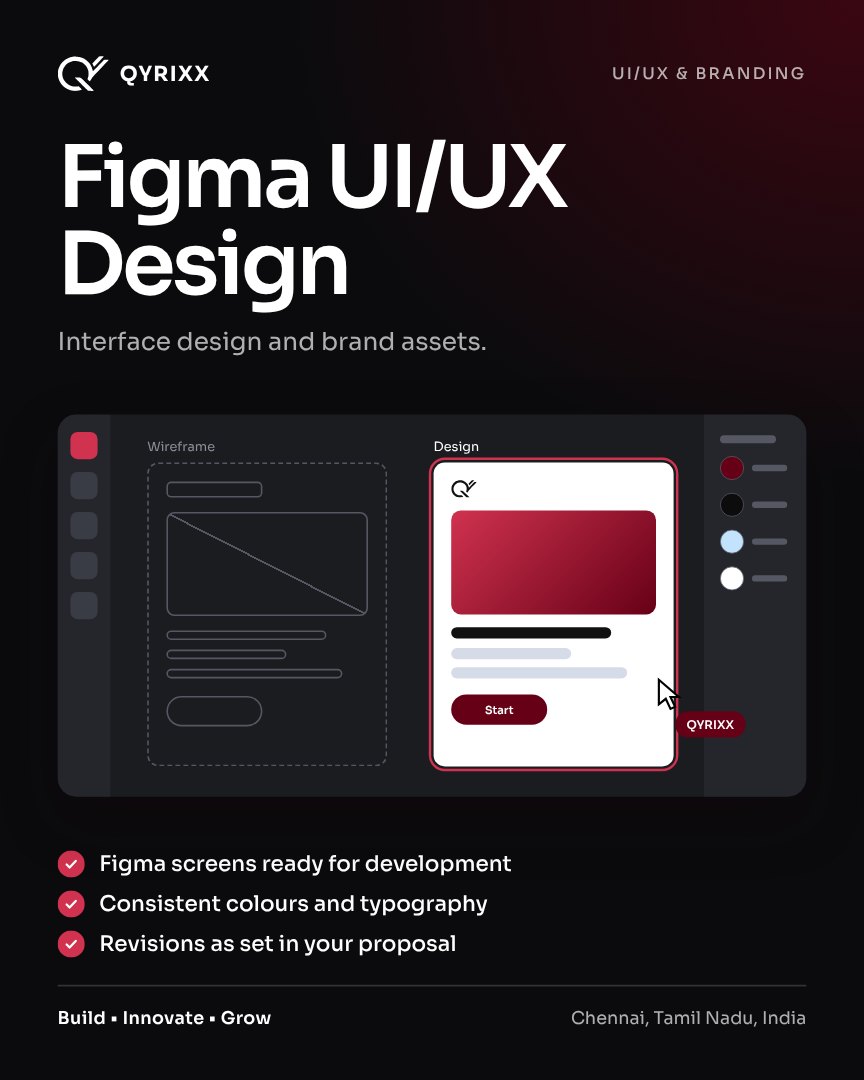 QYRIXX
UI/UX & BRANDING
Figma UI/UX
Design
Interface design and brand assets.
Wireframe
Design
Start
QYRIXX
Figma screens ready for development
Consistent colours and typography
Revisions as set in your proposal
Build ▪ Innovate ▪ Grow
Chennai, Tamil Nadu, India